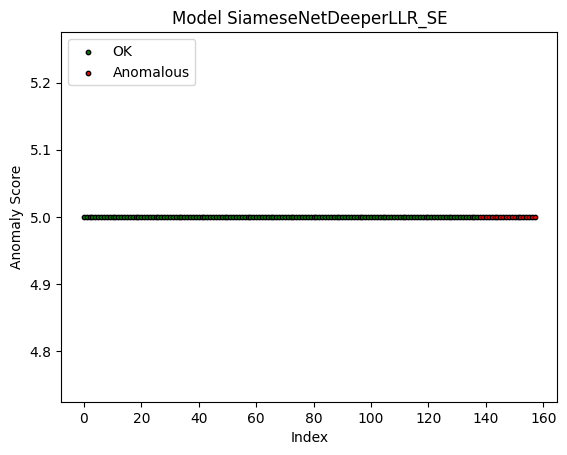 Model SiameseNetDeeperLLR_SE
OK
Anomalous
5.2
5.1
5.0
4.9
4.8
Anomaly Score
0 20 40 60 80 100 120 140 160
Index